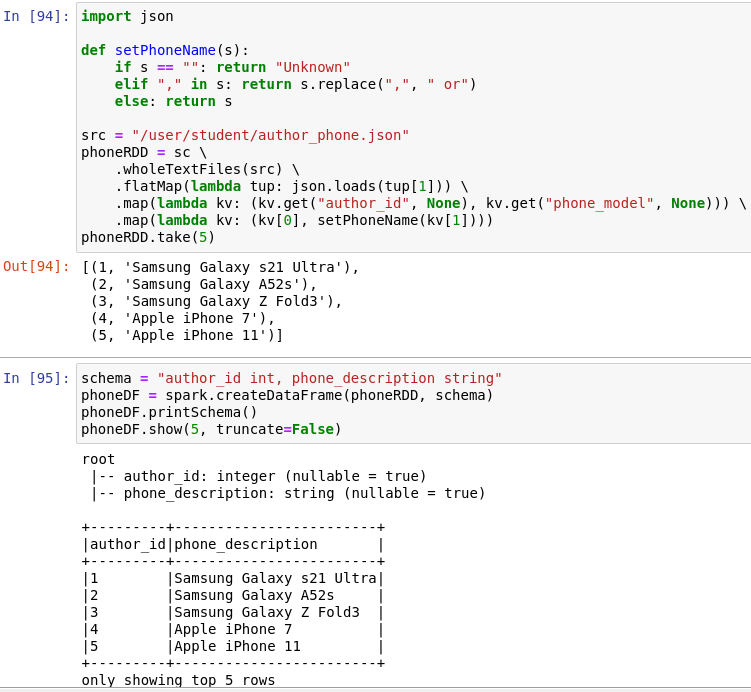 In [94]: import json
def setPhoneName(s):
    if s == "": return "Unknown"
    elif "," in s: return s.replace(",", " or")
    else: return s
src = "/user/student/author_phone.json"
phoneRDD = sc \
    .wholeTextFiles(src) \
    .flatMap(lambda tup: json.loads(tup[1])) \
    .map(lambda kv: (kv.get("author_id", None), kv.get("phone_model", None))) \
    .map(lambda kv: (kv[0], setPhoneName(kv[1])))
phoneRDD.take(5)
Out[94]: [(1, 'Samsung Galaxy s21 Ultra'),
 (2, 'Samsung Galaxy A52s'),
 (3, 'Samsung Galaxy Z Fold3'),
 (4, 'Apple iPhone 7'),
 (5, 'Apple iPhone 11')]
In [95]: schema = "author_id int, phone_description string"
phoneDF = spark.createDataFrame(phoneRDD, schema)
phoneDF.printSchema()
phoneDF.show(5, truncate=False)
root
 |-- author_id: integer (nullable = true)
 |-- phone_description: string (nullable = true)
+---------+------------------------+
|author_id|phone_description       |
+---------+------------------------+
|1        |Samsung Galaxy s21 Ultra|
|2        |Samsung Galaxy A52s     |
|3        |Samsung Galaxy Z Fold3  |
|4        |Apple iPhone 7          |
|5        |Apple iPhone 11         |
+---------+------------------------+
only showing top 5 rows